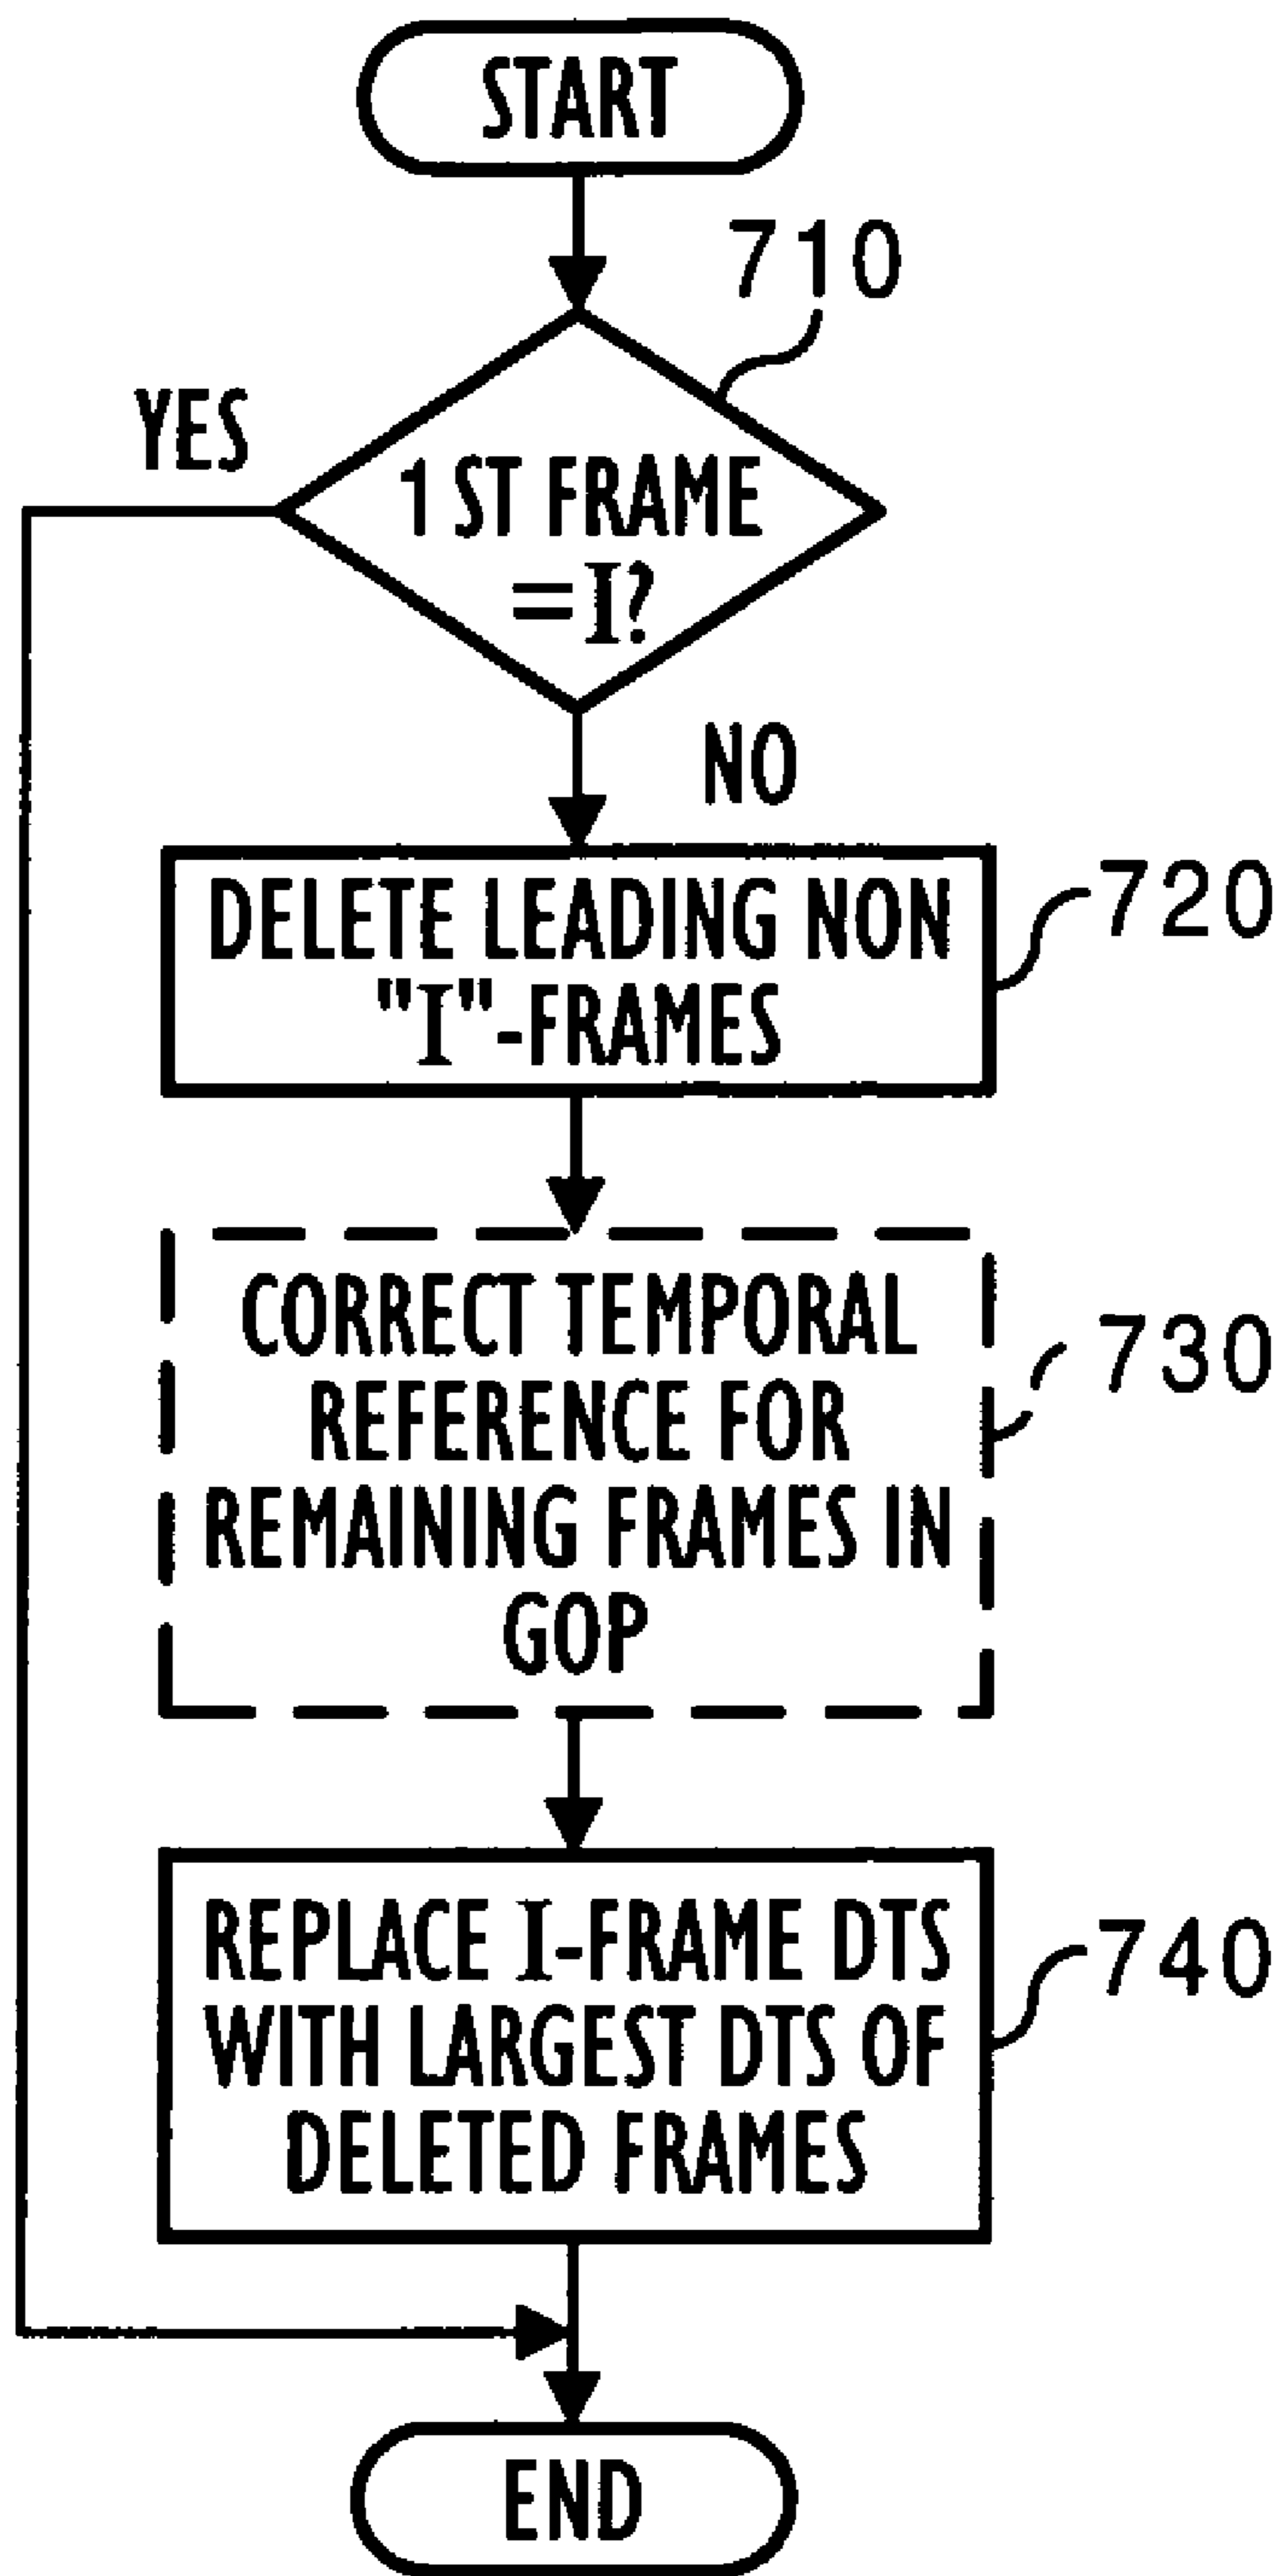 START
710
YES
1 ST FRAME
=I?
NO
DELETE LEADING NON
"I"-FRAMES
720
CORRECT TEMPORAL
REFERENCE FOR
REMAINING FRAMES IN
GOP
730
REPLACE I-FRAME DTS
WITH LARGEST DTS OF
DELETED FRAMES
740
END